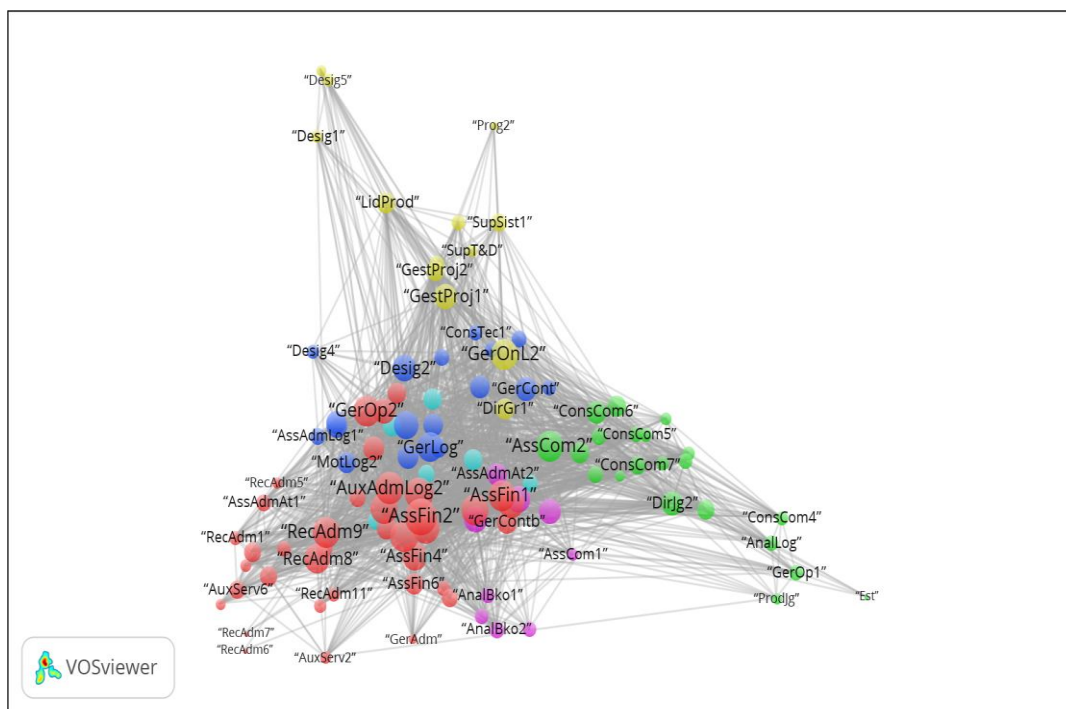 “Desig5”
“Prog2”
“Desig1”
“LidProd”
“SupSist1”
“SupT&D”
“GestProj2”
“GestProj1”
“ConsTec1”
“Desig4”
“GerOnL2”
“Desig2”
“GerCont”
“GerOp2”
“DirGr1”
“ConsCom6”
“AssAdmLog1”
“ConsCom5”
“GerLog”
“AssCom2”
“MotLog2”
“ConsCom7”
“AssAdmAt2”
“RecAdm5”
“AuxAdmLog2”
“AssFin1”
“AssAdmAt1”
“DirJg2”
“AssFin2”
“GerContb”
“ConsCom4”
“RecAdm9”
“RecAdm1”
“AnalLog”
“RecAdm8”
“AssFin4”
“AssCom1”
“GerOp1”
“AssFin6”
“AuxServ6”
“RecAdm11”
“AnalBko1”
“ProdJg”
“Est”
“AnalBko2”
“RecAdm7”
“GerAdm”
“RecAdm6”
“AuxServ2”
VOSviewer